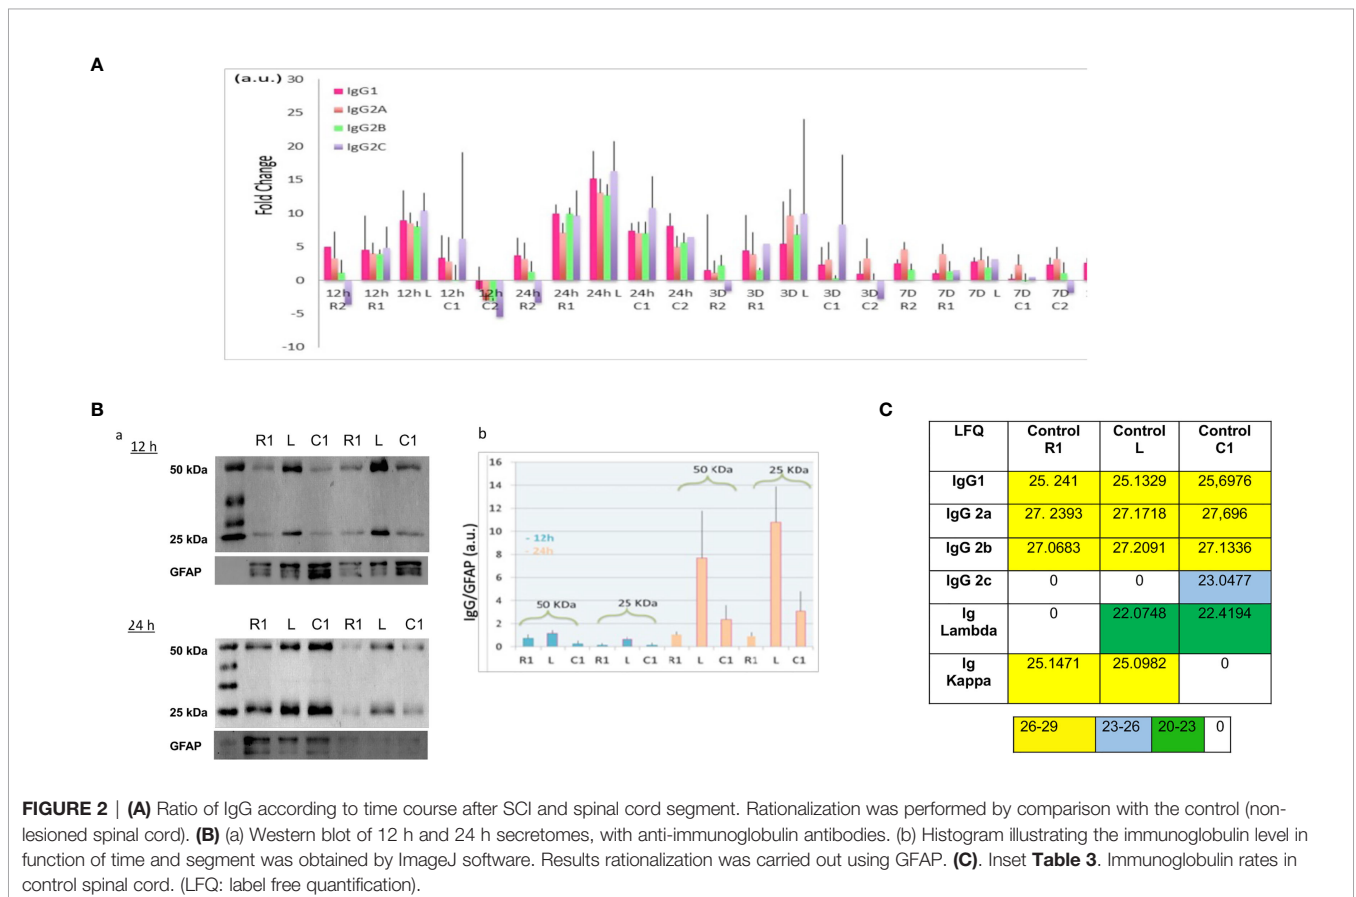 A
(a.u.) 30
25
20
15
10
5
0
-5
-10
Fold Change
IgG1
IgG2A
IgG2B
IgG2C
12h R2
12h R1
12h L
12h C1
12h C2
24h R2
24h R1
24h L
24h C1
24h C2
3D R2
3D R1
3D L
3D C1
3D C2
7D R2
7D R1
7D L
7D C1
7D C2
B
a
12 h
R1 L C1 R1 L C1
50 kDa
25 kDa
GFAP
24 h
R1 L C1 R1 L C1
50 kDa
25 kDa
GFAP
b
IgG/GFAP (a.u.)
16
14
12
10
8
6
4
2
0
- 12h
- 24h
50 KDa
25 KDa
50 KDa
25 KDa
R1 L C1 R1 L C1 R1 L C1 R1 L C1
C
LFQ Control R1 Control L Control C1
IgG1 25. 241 25.1329 25,6976
IgG 2a 27. 2393 27.1718 27,696
IgG 2b 27.0683 27.2091 27.1336
IgG 2c 0 0 23.0477
Ig Lambda 0 22.0748 22.4194
Ig Kappa 25.1471 25.0982 0
26-29 23-26 20-23 0
FIGURE 2 | (A) Ratio of IgG according to time course after SCI and spinal cord segment. Rationalization was performed by comparison with the control (non-
lesioned spinal cord). (B) (a) Western blot of 12 h and 24 h secretomes, with anti-immunoglobulin antibodies. (b) Histogram illustrating the immunoglobulin level in
function of time and segment was obtained by ImageJ software. Results rationalization was carried out using GFAP. (C). Inset Table 3. Immunoglobulin rates in
control spinal cord. (LFQ: label free quantification).